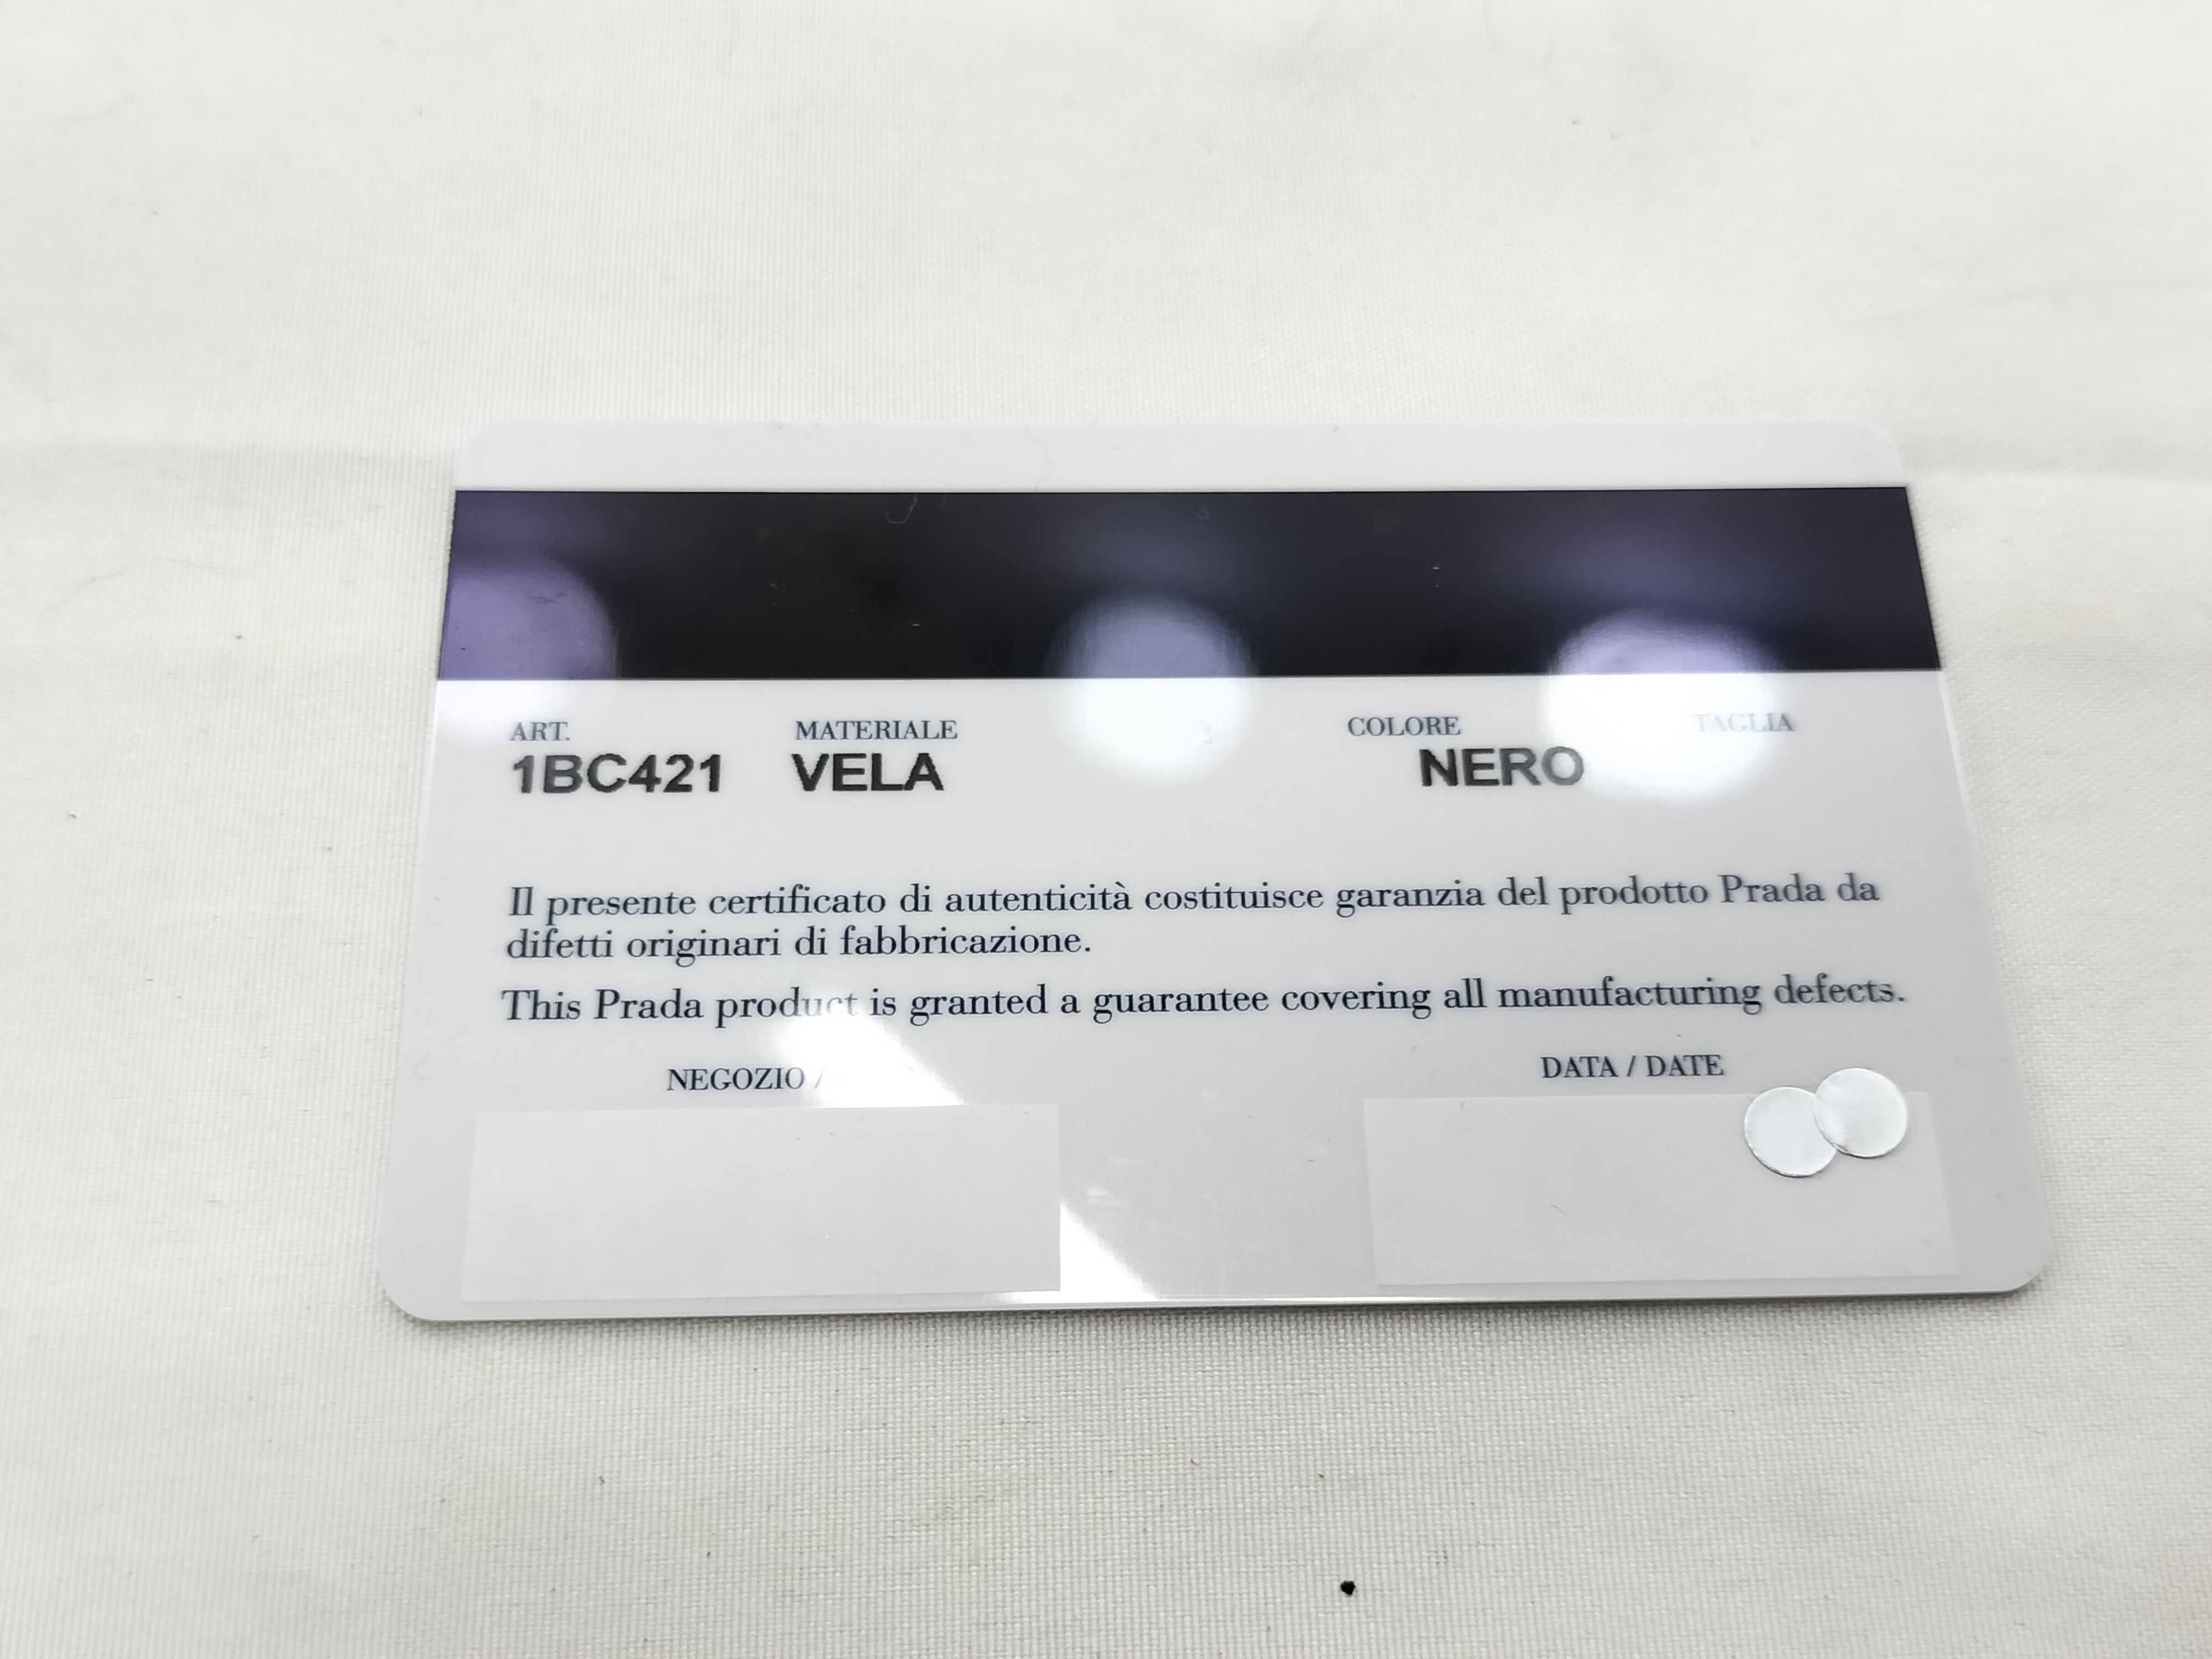 ART. MATERIALE COLORE TAGLIA
1BC421 VELA NERO
Il presente certificato di autenticità costituisce garanzia del prodotto Prada da
difetti originari di fabbricazione.
This Prada product is granted a guarantee covering all manufacturing defects.
NEGOZIO / DATA / DATE